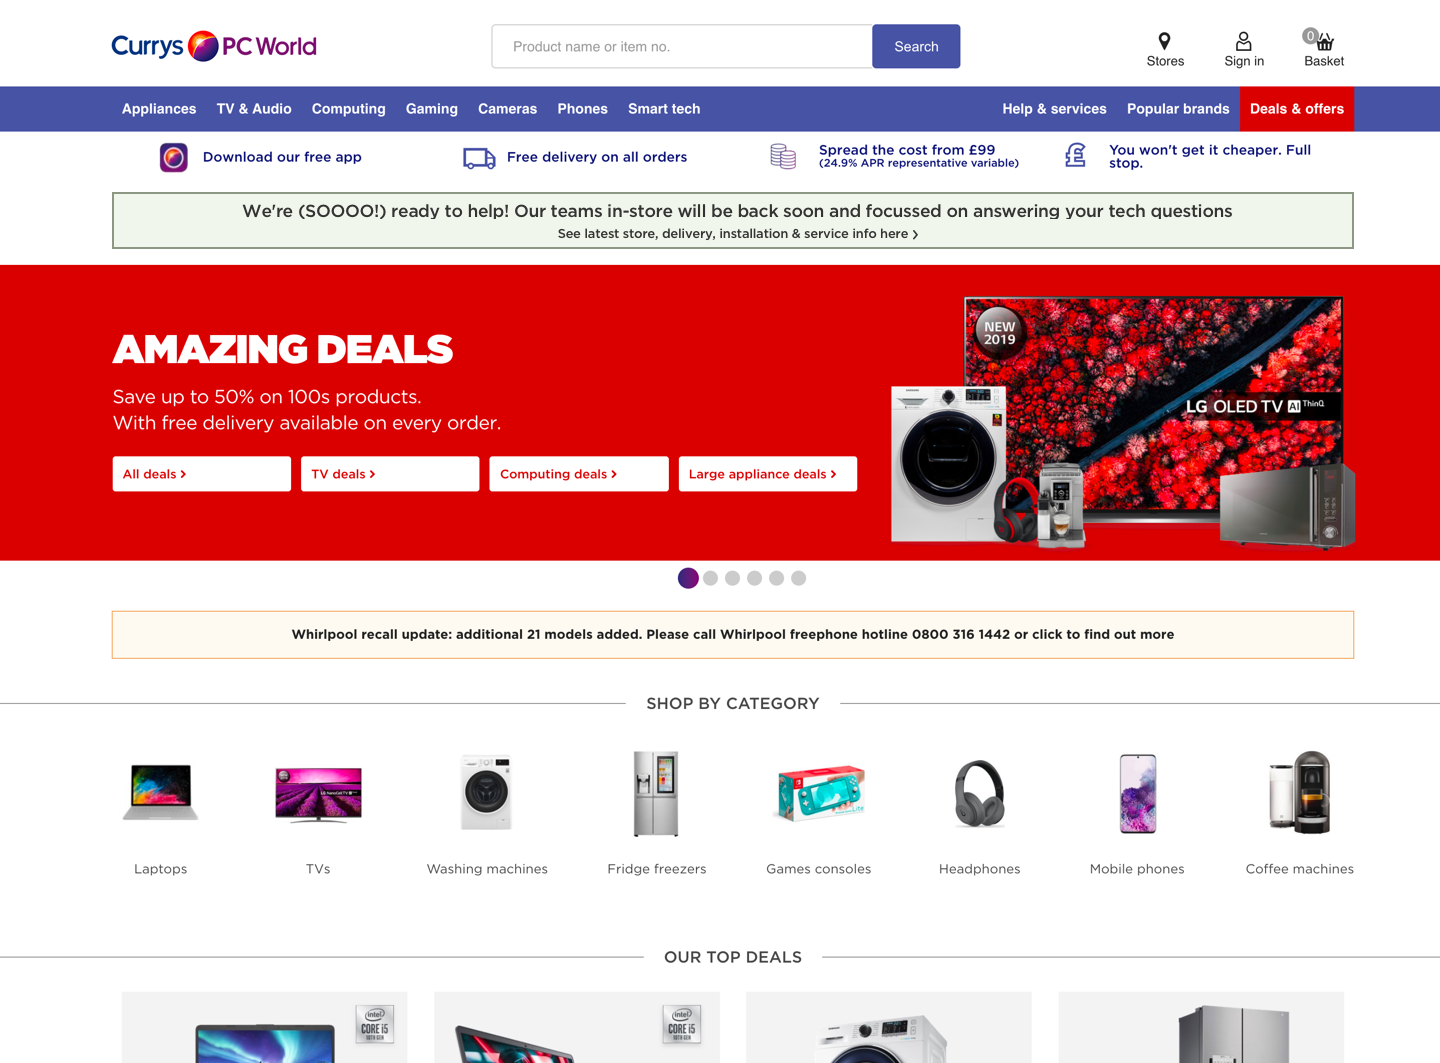 Currys PC World
Product name or item no.
Search
Stores
Sign in
0
Basket
Appliances
TV & Audio
Computing
Gaming
Cameras
Phones
Smart tech
Help & services
Popular brands
Deals & offers
Download our free app
Free delivery on all orders
Spread the cost from £99
(24.9% APR representative variable)
You won't get it cheaper. Full
stop.
We're (SOOOO!) ready to help! Our teams in-store will be back soon and focussed on answering your tech questions
See latest store, delivery, installation & service info here ›
AMAZING DEALS
Save up to 50% on 100s products.
With free delivery available on every order.
All deals ›
TV deals ›
Computing deals ›
Large appliance deals ›
NEW
2019
LG OLED TV AI ThinQ
Whirlpool recall update: additional 21 models added. Please call Whirlpool freephone hotline 0800 316 1442 or click to find out more
SHOP BY CATEGORY
Laptops
TVs
Washing machines
Fridge freezers
Games consoles
Headphones
Mobile phones
Coffee machines
OUR TOP DEALS
intel
CORE i5
10TH GEN
intel
CORE i5
10TH GEN